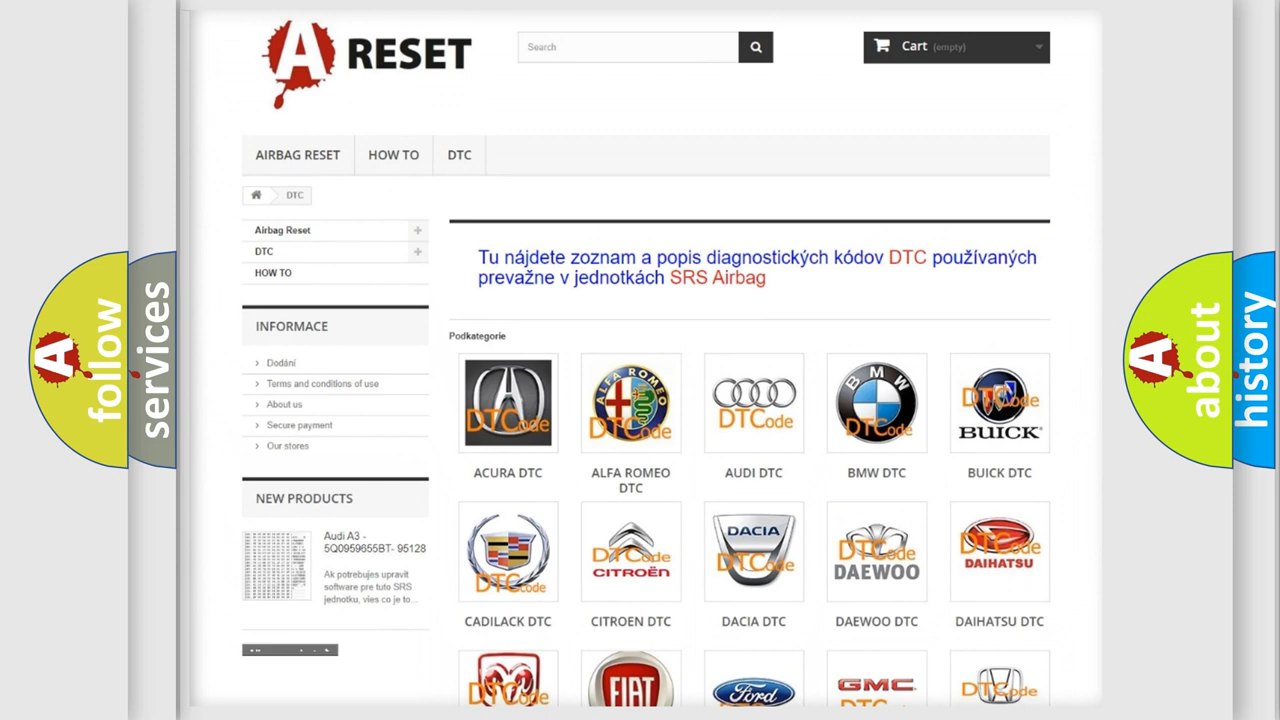 A RESET
Search
Cart (empty)
AIRBAG RESET
HOW TO
DTC
DTC
Airbag Reset
DTC
HOW TO
Tu nájdete zoznam a popis diagnostických kódov DTC používaných
prevažne v jednotkách SRS Airbag
INFORMACE
Dodání
Terms and conditions of use
About us
Secure payment
Our stores
Podkategorie
DTCode
ALFA ROMEO
DTCode
DTCode
BMW
DTCode
DTCode
BUICK
ACURA DTC
ALFA ROMEO
DTC
AUDI DTC
BMW DTC
BUICK DTC
NEW PRODUCTS
Audi A3 -
5Q0959655BT- 95128
Ak potrebujes upravit
software pre tuto SRS
jednotku, vies co je to...
DTCode
DTCode
CITROËN
DACIA
DTCode
DTCode
DAEWOO
DTCode
DAIHATSU
CADILACK DTC
CITROEN DTC
DACIA DTC
DAEWOO DTC
DAIHATSU DTC
DTCode
FIAT
Ford
GMC
DTCode
A follow
services
A about
history